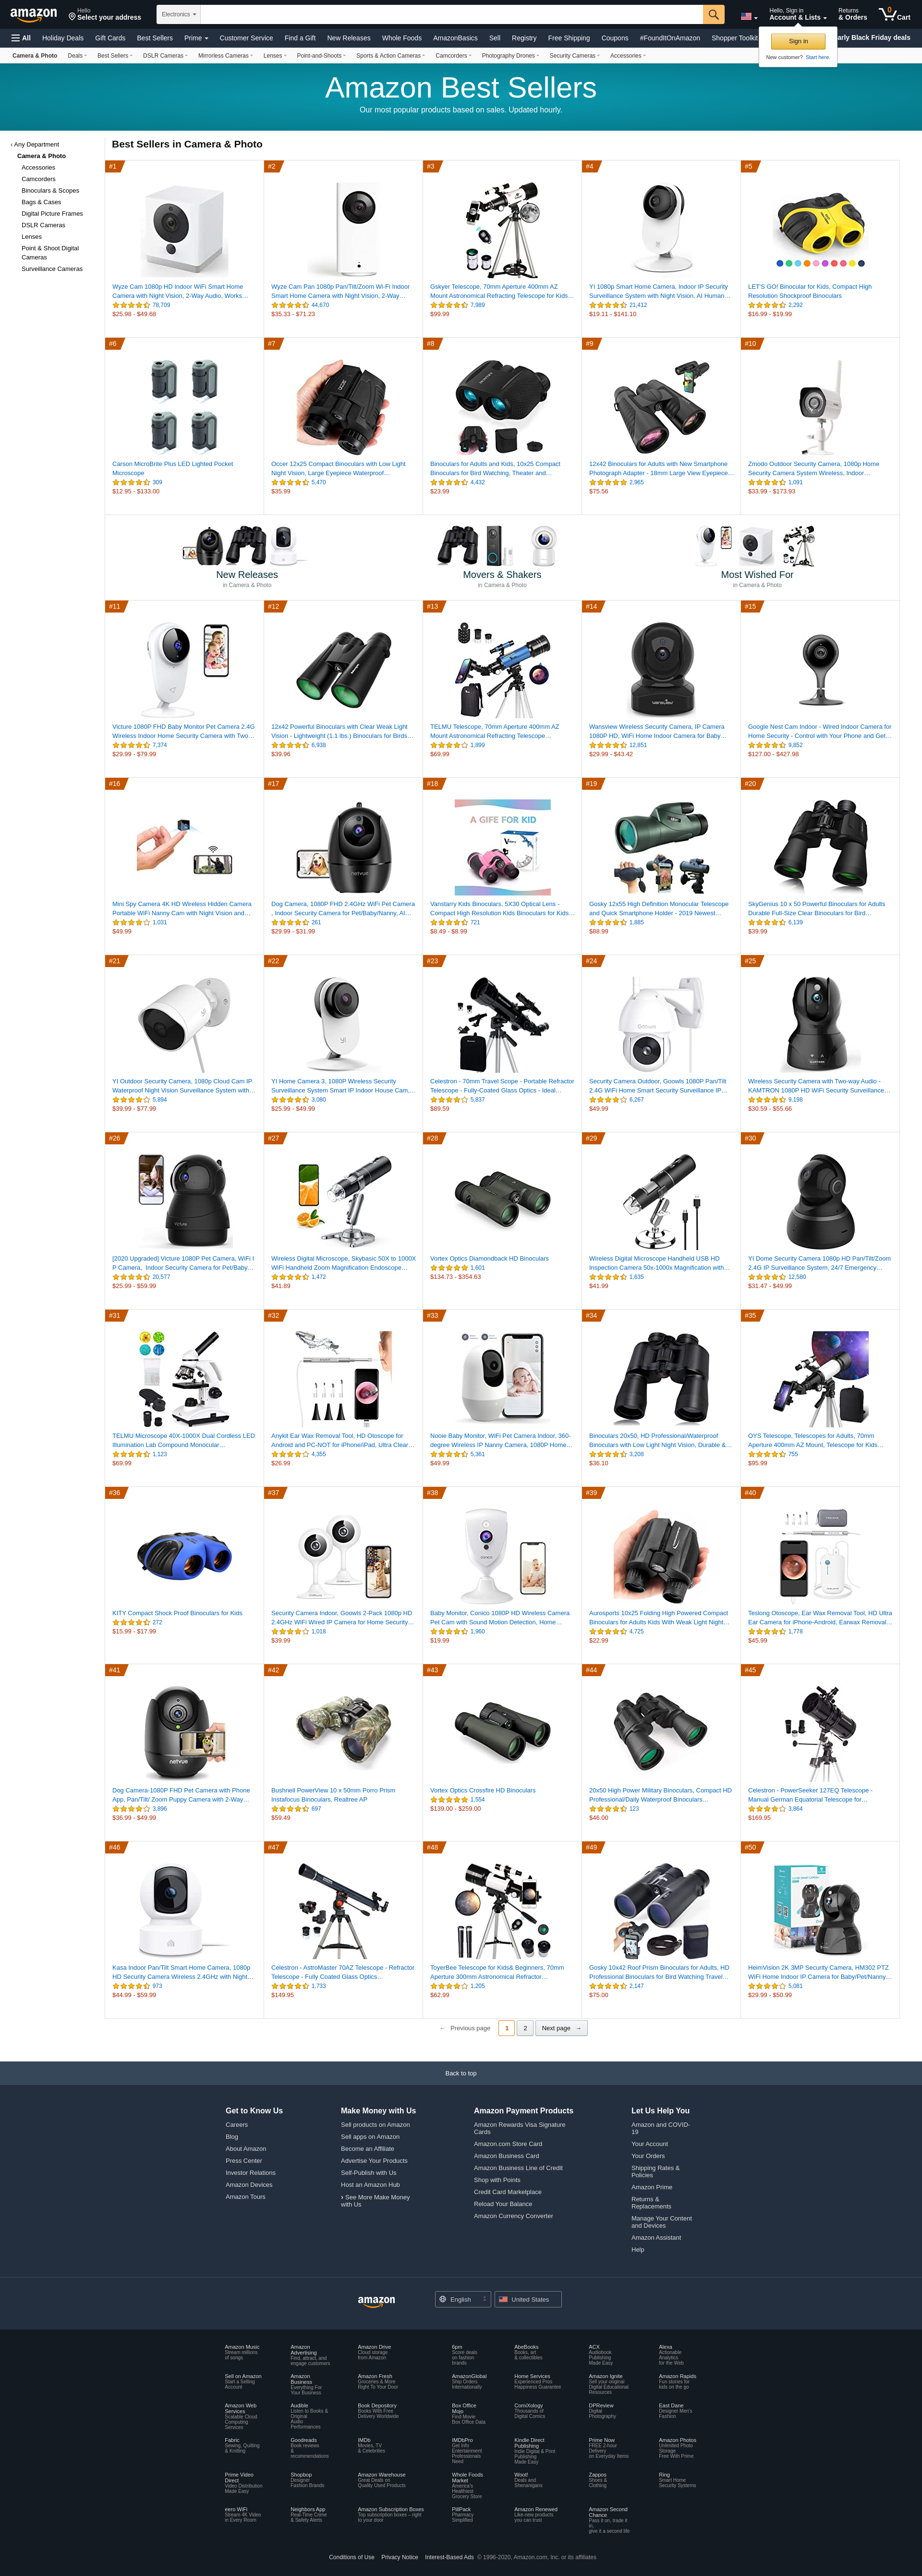 amazon
Hello
Select your address
Electronics
Hello, Sign in
Account & Lists
Returns
& Orders
0
Cart
All
Holiday Deals
Gift Cards
Best Sellers
Prime
Customer Service
Find a Gift
New Releases
Whole Foods
AmazonBasics
Sell
Registry
Free Shipping
Coupons
#FoundItOnAmazon
Shopper Toolkit
arly Black Friday deals
Sign in
New customer? Start here.
Camera & Photo
Deals
Best Sellers
DSLR Cameras
Mirrorless Cameras
Lenses
Point-and-Shoots
Sports & Action Cameras
Camcorders
Photography Drones
Security Cameras
Accessories
Amazon Best Sellers
Our most popular products based on sales. Updated hourly.
‹ Any Department
Camera & Photo
Accessories
Camcorders
Binoculars & Scopes
Bags & Cases
Digital Picture Frames
DSLR Cameras
Lenses
Point & Shoot Digital
Cameras
Surveillance Cameras
Best Sellers in Camera & Photo
#1
Wyze Cam 1080p HD Indoor WiFi Smart Home
Camera with Night Vision, 2-Way Audio, Works…
78,709
$25.98 - $49.68
#2
Wyze Cam Pan 1080p Pan/Tilt/Zoom Wi-Fi Indoor
Smart Home Camera with Night Vision, 2-Way…
44,670
$35.33 - $71.23
#3
Gskyer Telescope, 70mm Aperture 400mm AZ
Mount Astronomical Refracting Telescope for Kids…
7,989
$99.99
#4
YI 1080p Smart Home Camera, Indoor IP Security
Surveillance System with Night Vision, AI Human…
21,412
$19.11 - $141.10
#5
LET'S GO! Binocular for Kids, Compact High
Resolution Shockproof Binoculars
2,292
$16.99 - $19.99
#6
Carson MicroBrite Plus LED Lighted Pocket
Microscope
309
$12.95 - $133.00
#7
Occer 12x25 Compact Binoculars with Low Light
Night Vision, Large Eyepiece Waterproof…
5,470
$35.99
#8
Binoculars for Adults and Kids, 10x25 Compact
Binoculars for Bird Watching, Theater and…
4,432
$23.99
#9
12x42 Binoculars for Adults with New Smartphone
Photograph Adapter - 18mm Large View Eyepiece…
2,965
$75.56
#10
Zmodo Outdoor Security Camera, 1080p Home
Security Camera System Wireless, Indoor…
1,091
$33.99 - $173.93
New Releases
in Camera & Photo
Movers & Shakers
in Camera & Photo
Most Wished For
in Camera & Photo
#11
Victure 1080P FHD Baby Monitor Pet Camera 2.4G
Wireless Indoor Home Security Camera with Two…
7,374
$29.99 - $79.99
#12
12x42 Powerful Binoculars with Clear Weak Light
Vision - Lightweight (1.1 lbs.) Binoculars for Birds…
6,938
$39.96
#13
TELMU Telescope, 70mm Aperture 400mm AZ
Mount Astronomical Refracting Telescope…
1,899
$69.99
#14
Wansview Wireless Security Camera, IP Camera
1080P HD, WiFi Home Indoor Camera for Baby…
12,851
$29.99 - $43.42
#15
Google Nest Cam Indoor - Wired Indoor Camera for
Home Security - Control with Your Phone and Get…
9,852
$127.00 - $427.98
#16
Mini Spy Camera 4K HD Wireless Hidden Camera
Portable WiFi Nanny Cam with Night Vision and…
1,031
$49.99
#17
netvue
Dog Camera, 1080P FHD 2.4GHz WiFi Pet Camera
, Indoor Security Camera for Pet/Baby/Nanny, AI…
261
$29.99 - $31.99
#18
A GIFE FOR KID
Vanstarry Kids Binoculars, 5X30 Optical Lens -
Compact High Resolution Kids Binoculars for Kids…
721
$8.49 - $8.99
#19
Gosky 12x55 High Definition Monocular Telescope
and Quick Smartphone Holder - 2019 Newest…
1,885
$88.99
#20
SkyGenius 10 x 50 Powerful Binoculars for Adults
Durable Full-Size Clear Binoculars for Bird…
6,139
$39.99
#21
YI Outdoor Security Camera, 1080p Cloud Cam IP
Waterproof Night Vision Surveillance System with…
5,894
$39.99 - $77.99
#22
YI Home Camera 3, 1080P Wireless Security
Surveillance System Smart IP Indoor House Cam,…
3,080
$25.99 - $49.99
#23
Celestron - 70mm Travel Scope - Portable Refractor
Telescope - Fully-Coated Glass Optics - Ideal…
5,837
$89.59
#24
Security Camera Outdoor, Goowls 1080P Pan/Tilt
2.4G WiFi Home Smart Security Surveillance IP…
6,267
$49.99
#25
Wireless Security Camera with Two-way Audio -
KAMTRON 1080P HD WiFi Security Surveillance…
9,198
$30.59 - $55.66
#26
[2020 Upgraded] Victure 1080P Pet Camera, WiFi I
P Camera, Indoor Security Camera for Pet/Baby…
20,577
$25.99 - $59.99
#27
Wireless Digital Microscope, Skybasic 50X to 1000X
WiFi Handheld Zoom Magnification Endoscope…
1,472
$41.89
#28
Vortex Optics Diamondback HD Binoculars
1,601
$134.73 - $354.63
#29
Wireless Digital Microscope Handheld USB HD
Inspection Camera 50x-1000x Magnification with…
1,635
$41.99
#30
YI Dome Security Camera 1080p HD Pan/Tilt/Zoom
2.4G IP Surveillance System, 24/7 Emergency…
12,580
$31.47 - $49.99
#31
TELMU Microscope 40X-1000X Dual Cordless LED
Illumination Lab Compound Monocular…
1,123
$69.99
#32
Anykit Ear Wax Removal Tool, HD Otoscope for
Android and PC-NOT for iPhone/iPad, Ultra Clear…
4,355
$26.99
#33
Nooie Baby Monitor, WiFi Pet Camera Indoor, 360-
degree Wireless IP Nanny Camera, 1080P Home…
5,361
$49.99
#34
Binoculars 20x50, HD Professional/Waterproof
Binoculars with Low Light Night Vision, Durable &…
3,208
$36.10
#35
OYS Telescope, Telescopes for Adults, 70mm
Aperture 400mm AZ Mount, Telescope for Kids…
755
$95.99
#36
KITY Compact Shock Proof Binoculars for Kids
272
$15.99 - $17.99
#37
Security Camera Indoor, Goowls 2-Pack 1080p HD
2.4GHz WiFi Wired IP Camera for Home Security…
1,018
$39.99
#38
Baby Monitor, Conico 1080P HD Wireless Camera
Pet Cam with Sound Motion Detection, Home…
1,960
$19.99
#39
Aurosports 10x25 Folding High Powered Compact
Binoculars for Adults Kids With Weak Light Night…
4,725
$22.99
#40
Teslong Otoscope, Ear Wax Removal Tool, HD Ultra
Ear Camera for iPhone-Android, Earwax Removal…
1,778
$45.99
#41
netvue
Dog Camera-1080P FHD Pet Camera with Phone
App, Pan/Tilt/ Zoom Puppy Camera with 2-Way…
3,896
$36.99 - $49.99
#42
Bushnell PowerView 10 x 50mm Porro Prism
Instafocus Binoculars, Realtree AP
697
$59.49
#43
Vortex Optics Crossfire HD Binoculars
1,554
$139.00 - $259.00
#44
20x50 High Power Military Binoculars, Compact HD
Professional/Daily Waterproof Binoculars…
123
$46.00
#45
Celestron - PowerSeeker 127EQ Telescope -
Manual German Equatorial Telescope for…
3,864
$169.95
#46
Kasa Indoor Pan/Tilt Smart Home Camera, 1080p
HD Security Camera Wireless 2.4GHz with Night…
973
$44.99 - $59.99
#47
Celestron - AstroMaster 70AZ Telescope - Refractor
Telescope - Fully Coated Glass Optics…
1,733
$149.95
#48
ToyerBee Telescope for Kids& Beginners, 70mm
Aperture 300mm Astronomical Refractor…
1,205
$62.99
#49
Gosky 10x42 Roof Prism Binoculars for Adults, HD
Professional Binoculars for Bird Watching Travel…
2,147
$75.00
#50
HeimVision 2K 3MP Security Camera, HM302 PTZ
WiFi Home Indoor IP Camera for Baby/Pet/Nanny…
5,081
$29.99 - $50.99
← Previous page
1
2
Next page →
Back to top
Get to Know Us
Careers
Blog
About Amazon
Press Center
Investor Relations
Amazon Devices
Amazon Tours
Make Money with Us
Sell products on Amazon
Sell apps on Amazon
Become an Affiliate
Advertise Your Products
Self-Publish with Us
Host an Amazon Hub
› See More Make Money
with Us
Amazon Payment Products
Amazon Rewards Visa Signature
Cards
Amazon.com Store Card
Amazon Business Card
Amazon Business Line of Credit
Shop with Points
Credit Card Marketplace
Reload Your Balance
Amazon Currency Converter
Let Us Help You
Amazon and COVID-
19
Your Account
Your Orders
Shipping Rates &
Policies
Amazon Prime
Returns &
Replacements
Manage Your Content
and Devices
Amazon Assistant
Help
amazon
English
United States
Amazon Music
Stream millions
of songs
Amazon
Advertising
Find, attract, and
engage customers
Amazon Drive
Cloud storage
from Amazon
6pm
Score deals
on fashion
brands
AbeBooks
Books, art
& collectibles
ACX
Audiobook
Publishing
Made Easy
Alexa
Actionable
Analytics
for the Web
Sell on Amazon
Start a Selling
Account
Amazon
Business
Everything For
Your Business
Amazon Fresh
Groceries & More
Right To Your Door
AmazonGlobal
Ship Orders
Internationally
Home Services
Experienced Pros
Happiness Guarantee
Amazon Ignite
Sell your original
Digital Educational
Resources
Amazon Rapids
Fun stories for
kids on the go
Amazon Web
Services
Scalable Cloud
Computing
Services
Audible
Listen to Books &
Original
Audio
Performances
Book Depository
Books With Free
Delivery Worldwide
Box Office
Mojo
Find Movie
Box Office Data
ComiXology
Thousands of
Digital Comics
DPReview
Digital
Photography
East Dane
Designer Men's
Fashion
Fabric
Sewing, Quilting
& Knitting
Goodreads
Book reviews
&
recommendations
IMDb
Movies, TV
& Celebrities
IMDbPro
Get Info
Entertainment
Professionals
Need
Kindle Direct
Publishing
Indie Digital & Print
Publishing
Made Easy
Prime Now
FREE 2-hour
Delivery
on Everyday Items
Amazon Photos
Unlimited Photo
Storage
Free With Prime
Prime Video
Direct
Video Distribution
Made Easy
Shopbop
Designer
Fashion Brands
Amazon Warehouse
Great Deals on
Quality Used Products
Whole Foods
Market
America's
Healthiest
Grocery Store
Woot!
Deals and
Shenanigans
Zappos
Shoes &
Clothing
Ring
Smart Home
Security Systems
eero WiFi
Stream 4K Video
in Every Room
Neighbors App
Real-Time Crime
& Safety Alerts
Amazon Subscription Boxes
Top subscription boxes – right
to your door
PillPack
Pharmacy
Simplified
Amazon Renewed
Like-new products
you can trust
Amazon Second
Chance
Pass it on, trade it
in,
give it a second life
Conditions of Use
Privacy Notice
Interest-Based Ads
© 1996-2020, Amazon.com, Inc. or its affiliates